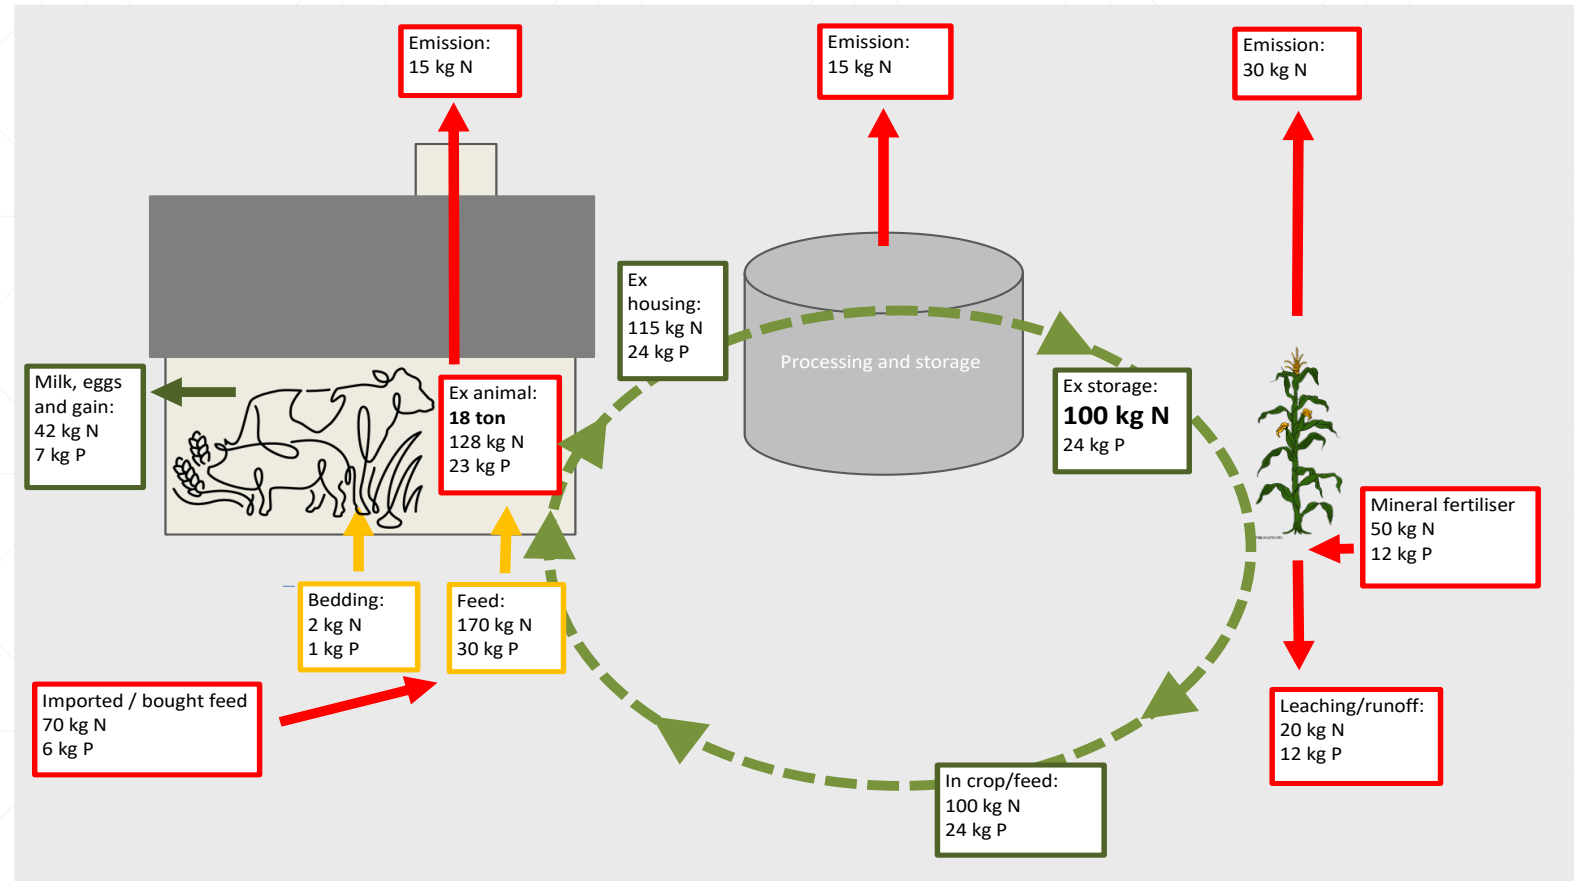 Emission:
15 kg N
Emission:
15 kg N
Emission:
30 kg N
Ex
housing:
115 kg N
24 kg P
Processing and storage
Milk, eggs
and gain:
42 kg N
7 kg P
Ex animal:
18 ton
128 kg N
23 kg P
Ex storage:
100 kg N
24 kg P
Mineral fertiliser
50 kg N
12 kg P
Bedding:
2 kg N
1 kg P
Feed:
170 kg N
30 kg P
Imported / bought feed
70 kg N
6 kg P
Leaching/runoff:
20 kg N
12 kg P
In crop/feed:
100 kg N
24 kg P